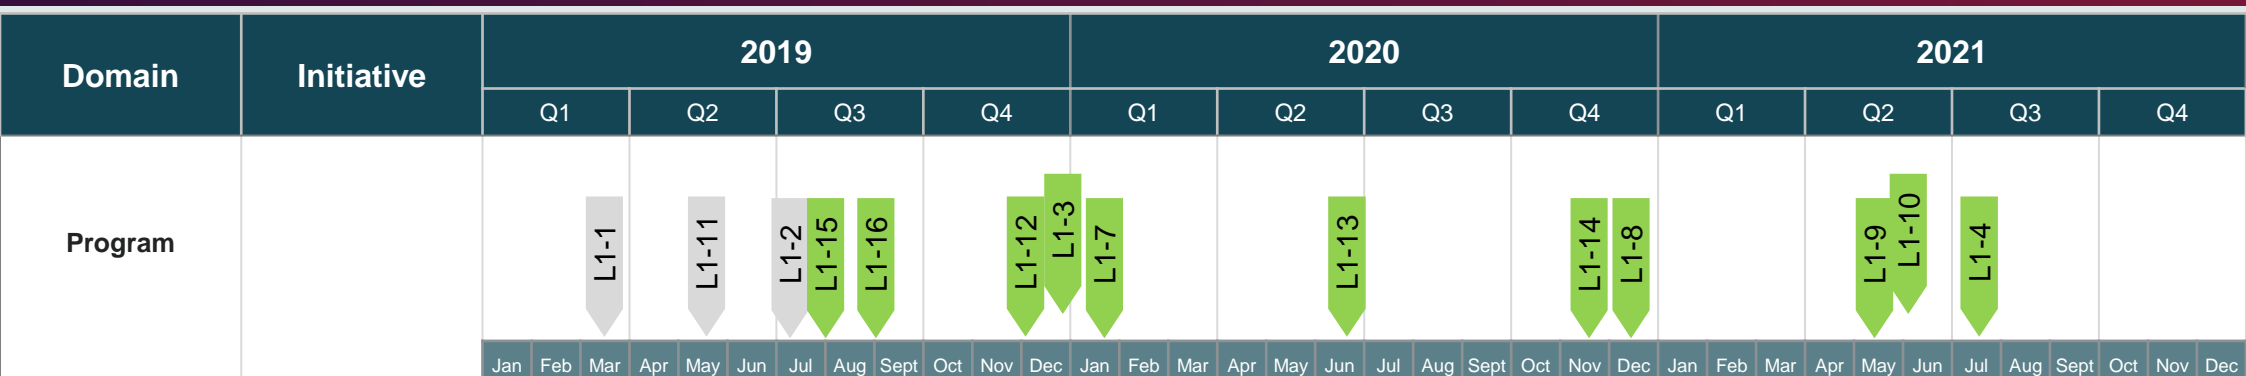 Domain
Initiative
2019
2020
2021
Q1 Q2 Q3 Q4 Q1 Q2 Q3 Q4 Q1 Q2 Q3 Q4
Program
L1-1
L1-11
L1-2
L1-15
L1-16
L1-12
L1-3
L1-7
L1-13
L1-14
L1-8
L1-9
L1-10
L1-4
Jan Feb Mar Apr May Jun Jul Aug Sept Oct Nov Dec Jan Feb Mar Apr May Jun Jul Aug Sept Oct Nov Dec Jan Feb Mar Apr May Jun Jul Aug Sept Oct Nov Dec